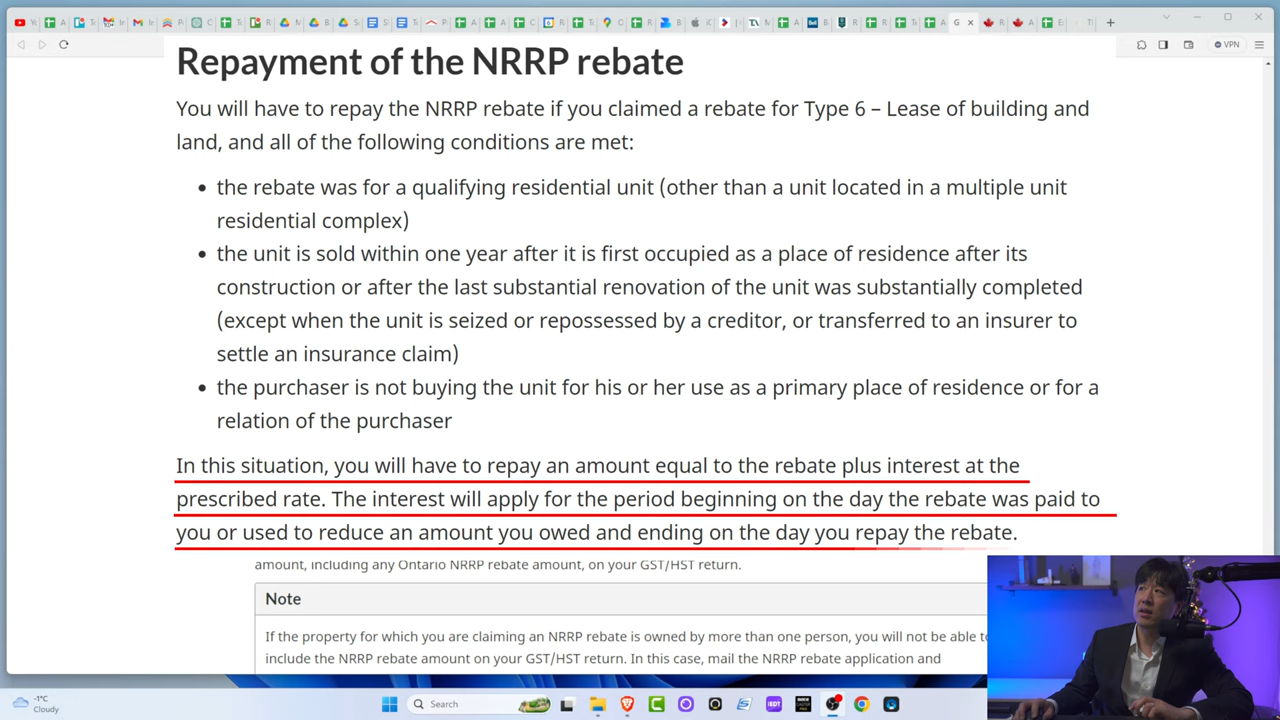 VPN
Repayment of the NRRP rebate
You will have to repay the NRRP rebate if you claimed a rebate for Type 6 – Lease of building and
land, and all of the following conditions are met:
• the rebate was for a qualifying residential unit (other than a unit located in a multiple unit
residential complex)
• the unit is sold within one year after it is first occupied as a place of residence after its
construction or after the last substantial renovation of the unit was substantially completed
(except when the unit is seized or repossessed by a creditor, or transferred to an insurer to
settle an insurance claim)
• the purchaser is not buying the unit for his or her use as a primary place of residence or for a
relation of the purchaser
In this situation, you will have to repay an amount equal to the rebate plus interest at the
prescribed rate. The interest will apply for the period beginning on the day the rebate was paid to
you or used to reduce an amount you owed and ending on the day you repay the rebate.
amount, including any Ontario NRRP rebate amount, on your GST/HST return.
Note
If the property for which you are claiming an NRRP rebate is owned by more than one person, you will not be able to
include the NRRP rebate amount on your GST/HST return. In this case, mail the NRRP rebate application and
-1°C
Cloudy
Search